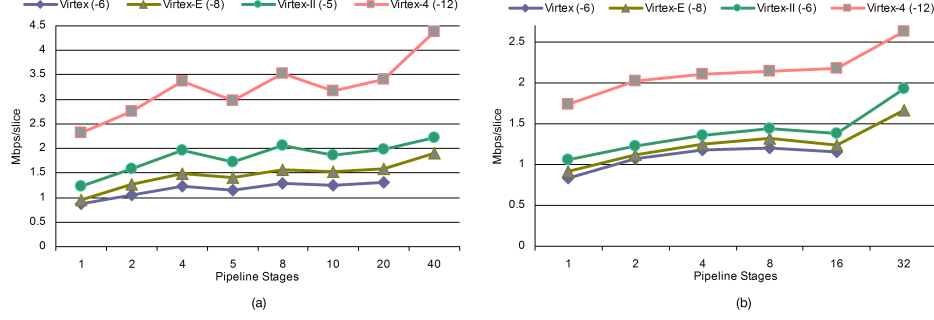 Virtex (-6) Virtex-E (-8) Virtex-II (-5) Virtex-4 (-12)
4.5
4
3.5
3
2.5
2
1.5
1
0.5
0
Mbps/slice
1 2 4 5 8 10 20 40
Pipeline Stages
(a)
Virtex (-6) Virtex-E (-8) Virtex-II (-6) Virtex-4 (-12)
2.5
2
1.5
1
0.5
0
Mbps/slice
1 2 4 8 16 32
Pipeline Stages
(b)